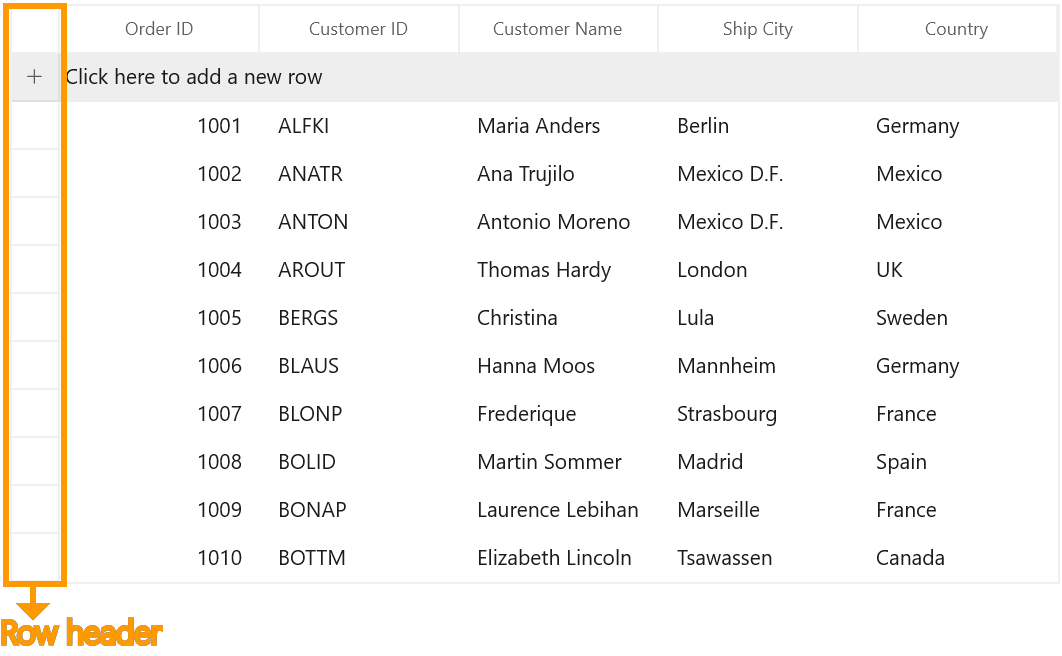 Order ID Customer ID Customer Name Ship City Country
+ Click here to add a new row
1001 ALFKI Maria Anders Berlin Germany
1002 ANATR Ana Trujilo Mexico D.F. Mexico
1003 ANTON Antonio Moreno Mexico D.F. Mexico
1004 AROUT Thomas Hardy London UK
1005 BERGS Christina Lula Sweden
1006 BLAUS Hanna Moos Mannheim Germany
1007 BLONP Frederique Strasbourg France
1008 BOLID Martin Sommer Madrid Spain
1009 BONAP Laurence Lebihan Marseille France
1010 BOTTM Elizabeth Lincoln Tsawassen Canada
Row header